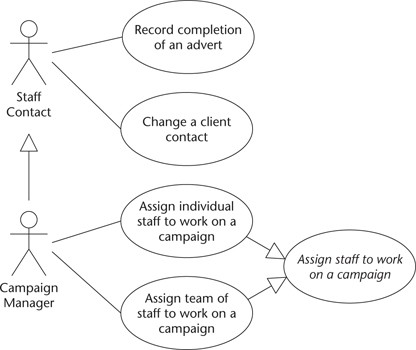 Record completion
of an advert
Staff
Contact
Change a client
contact
Assign individual
staff to work on a
campaign
Assign staff to work
on a campaign
Campaign
Manager
Assign team of
staff to work on a
campaign